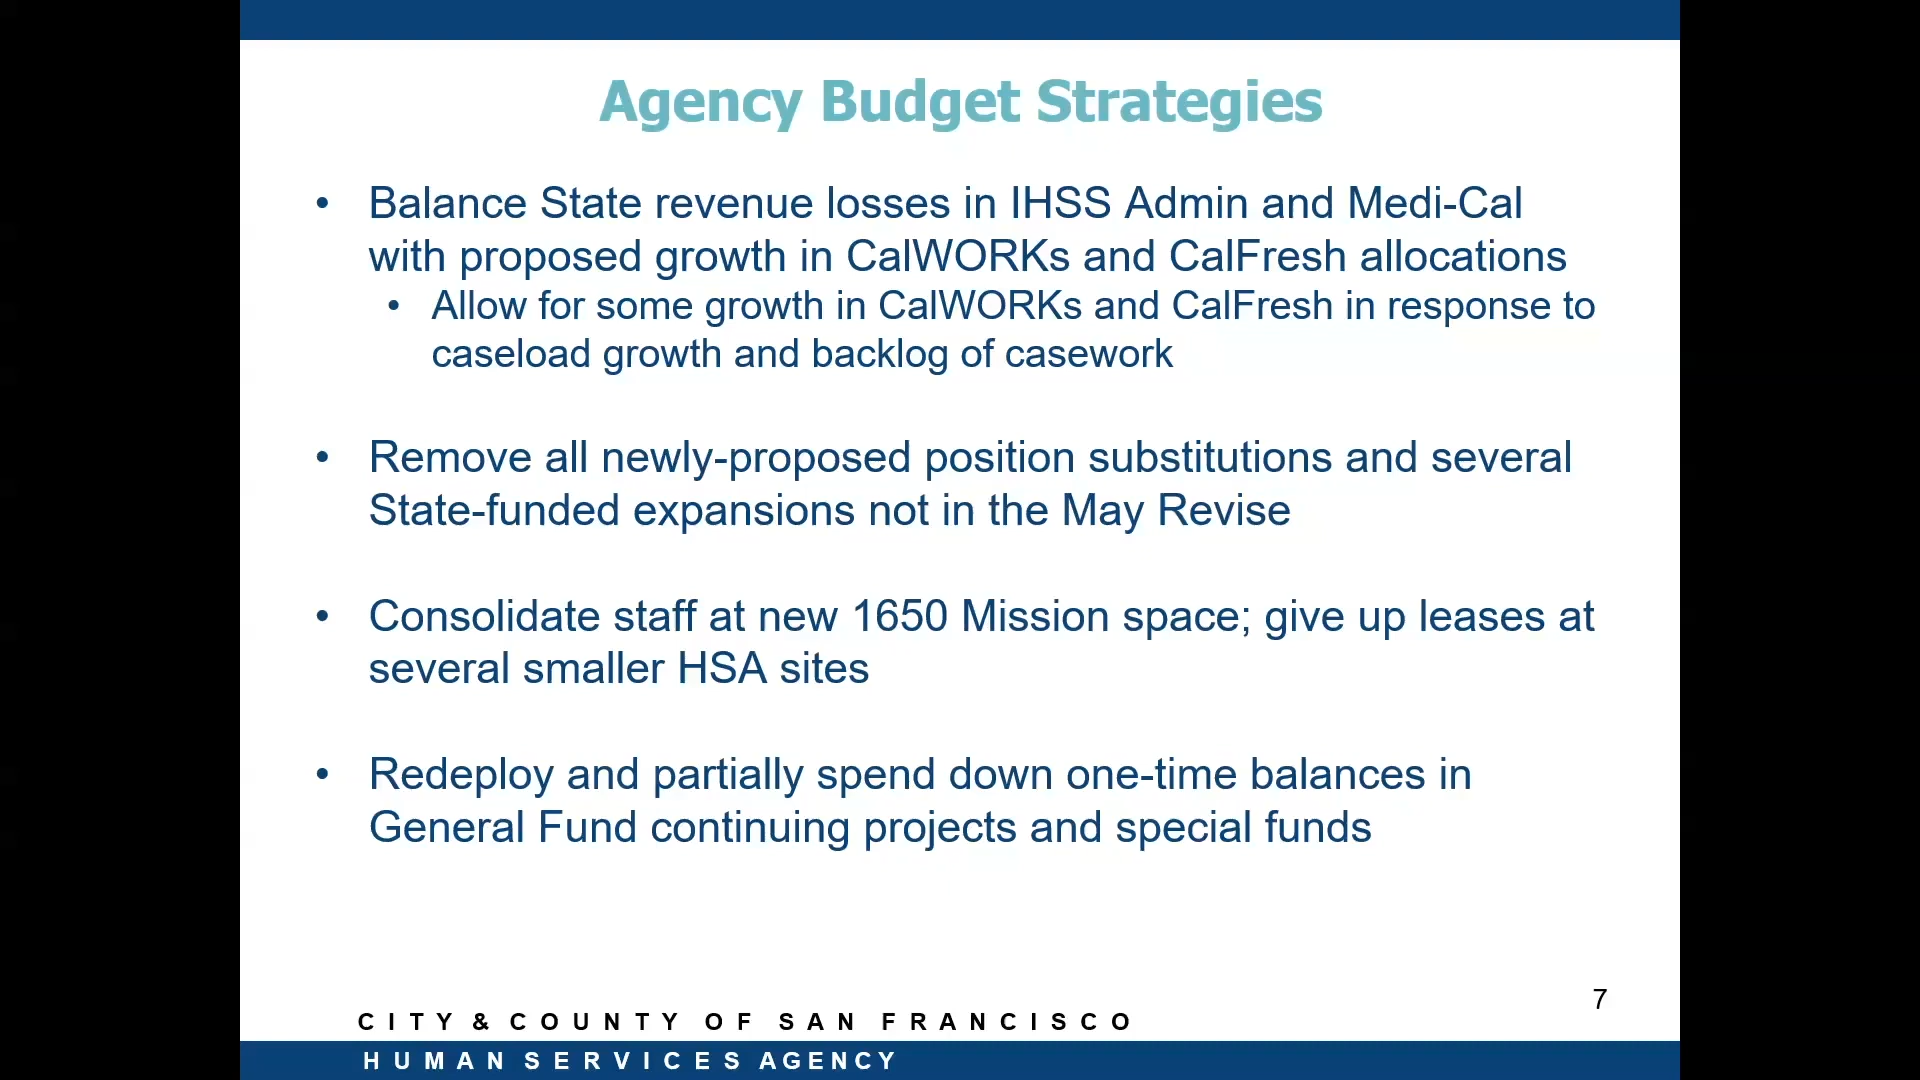 Agency Budget Strategies
• Balance State revenue losses in IHSS Admin and Medi-Cal
with proposed growth in CalWORKs and CalFresh allocations
• Allow for some growth in CalWORKs and CalFresh in response to
caseload growth and backlog of casework
• Remove all newly-proposed position substitutions and several
State-funded expansions not in the May Revise
• Consolidate staff at new 1650 Mission space; give up leases at
several smaller HSA sites
• Redeploy and partially spend down one-time balances in
General Fund continuing projects and special funds
7
CITY & COUNTY OF SAN FRANCISCO
HUMAN SERVICES AGENCY